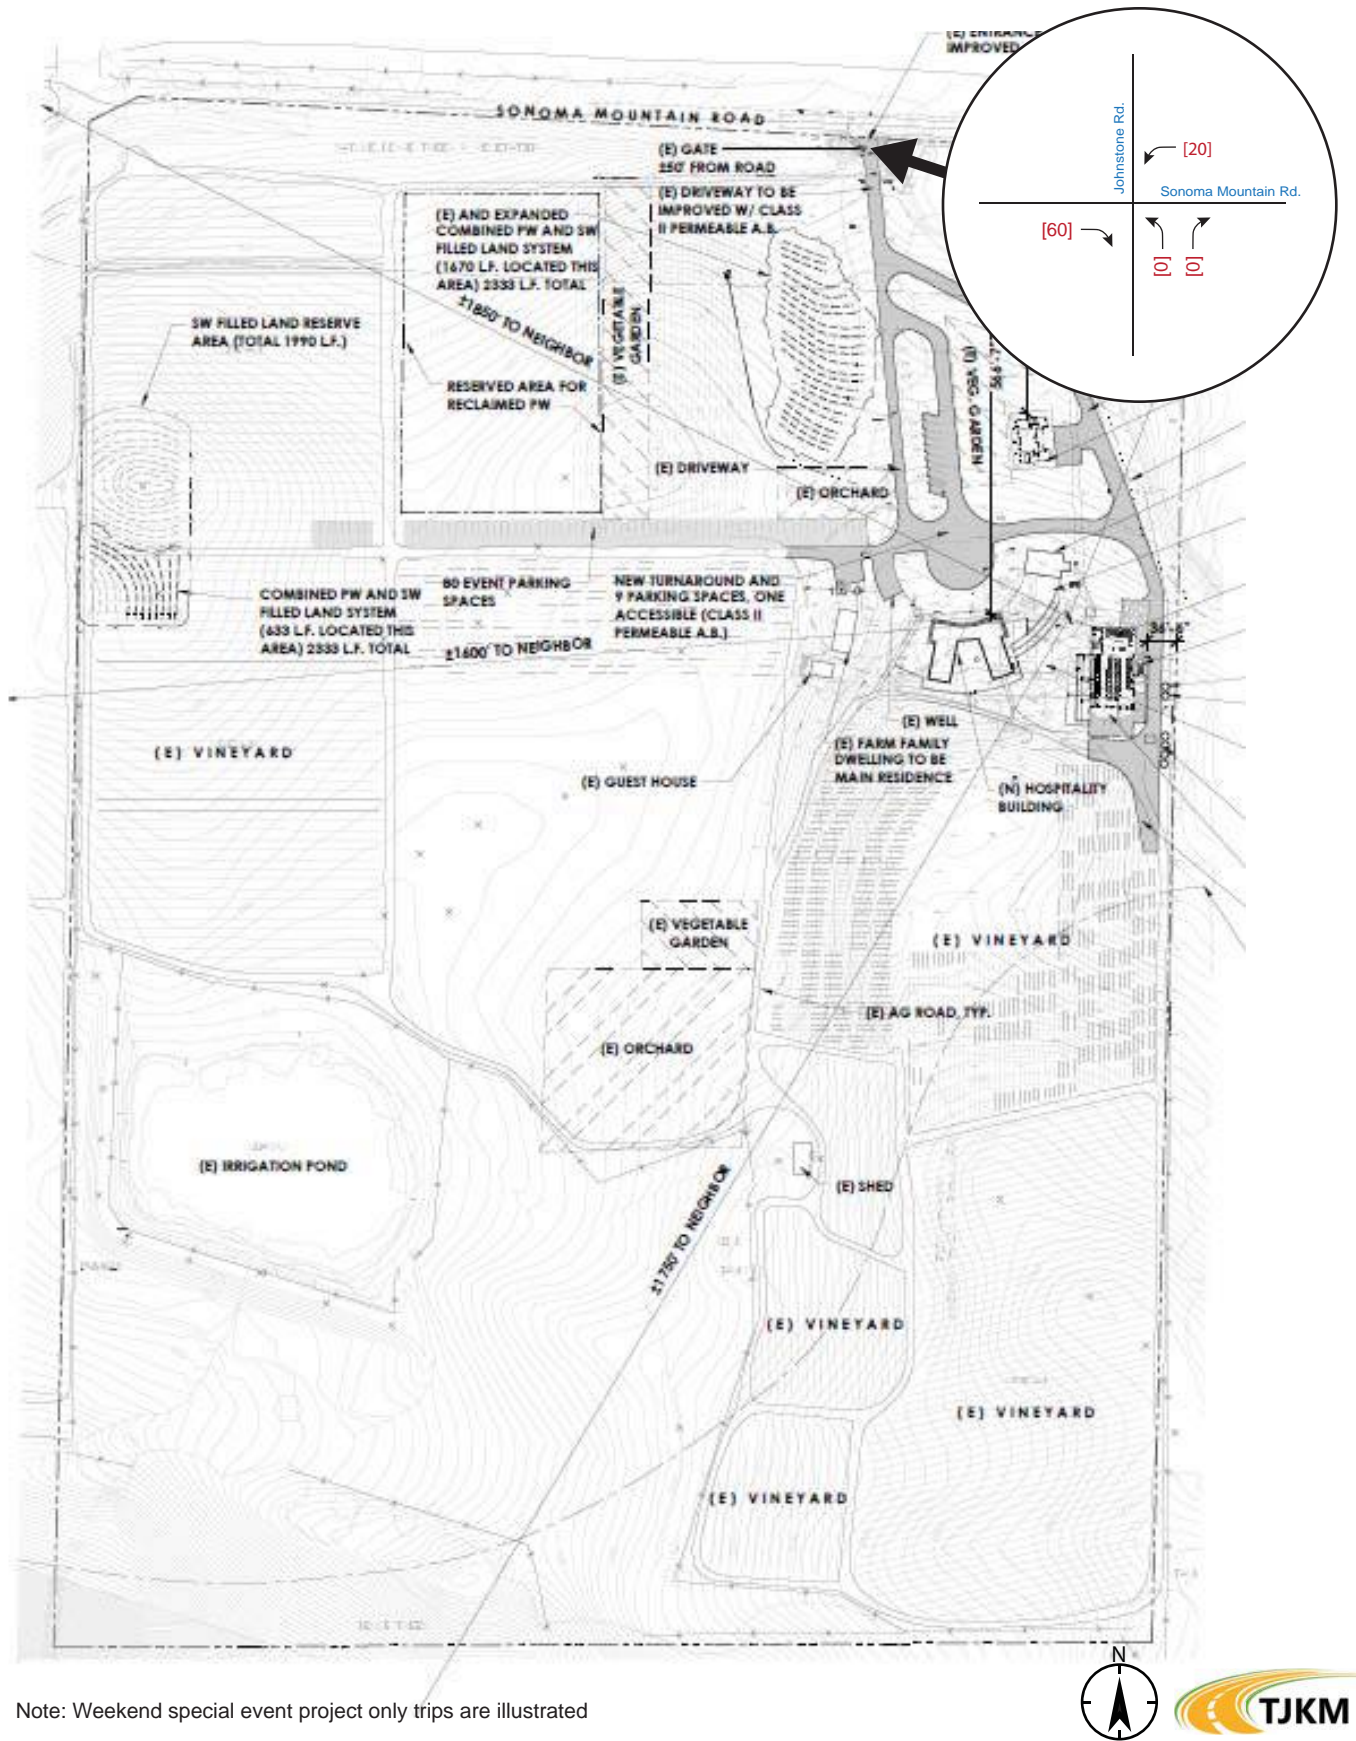 (E) ENTRANCE
IMPROVED
SONOMA MOUNTAIN ROAD
(E) GATE
±50' FROM ROAD
(E) DRIVEWAY TO BE
IMPROVED W/ CLASS
II PERMEABLE A.B.
Johnstone Rd.
[20]
Sonoma Mountain Rd.
[60]
[0]
[0]
(E) AND EXPANDED
COMBINED PW AND SW
FILLED LAND SYSTEM
(1670 L.F. LOCATED THIS
AREA) 2333 L.F. TOTAL
±1850' TO NEIGHBOR
(E) VEGETABLE
GARDEN
SW FILLED LAND RESERVE
AREA (TOTAL 1990 L.F.)
RESERVED AREA FOR
RECLAIMED PW
(E) VEG. GARDEN
(E) DRIVEWAY
(E) ORCHARD
COMBINED PW AND SW
FILLED LAND SYSTEM
(633 L.F. LOCATED THIS
AREA) 2333 L.F. TOTAL
80 EVENT PARKING
SPACES
NEW TURNAROUND AND
9 PARKING SPACES, ONE
ACCESSIBLE (CLASS II
PERMEABLE A.B.)
±1600' TO NEIGHBOR
36'-6"
(E) WELL
(E) FARM FAMILY
DWELLING TO BE
MAIN RESIDENCE
(E) VINEYARD
(E) GUEST HOUSE
(N) HOSPITALITY
BUILDING
(E) VEGETABLE
GARDEN
(E) VINEYARD
(E) AG ROAD, TYP.
(E) ORCHARD
(E) IRRIGATION POND
(E) SHED
±1750' TO NEIGHBOR
(E) VINEYARD
(E) VINEYARD
(E) VINEYARD
N
Note: Weekend special event project only trips are illustrated
TJKM